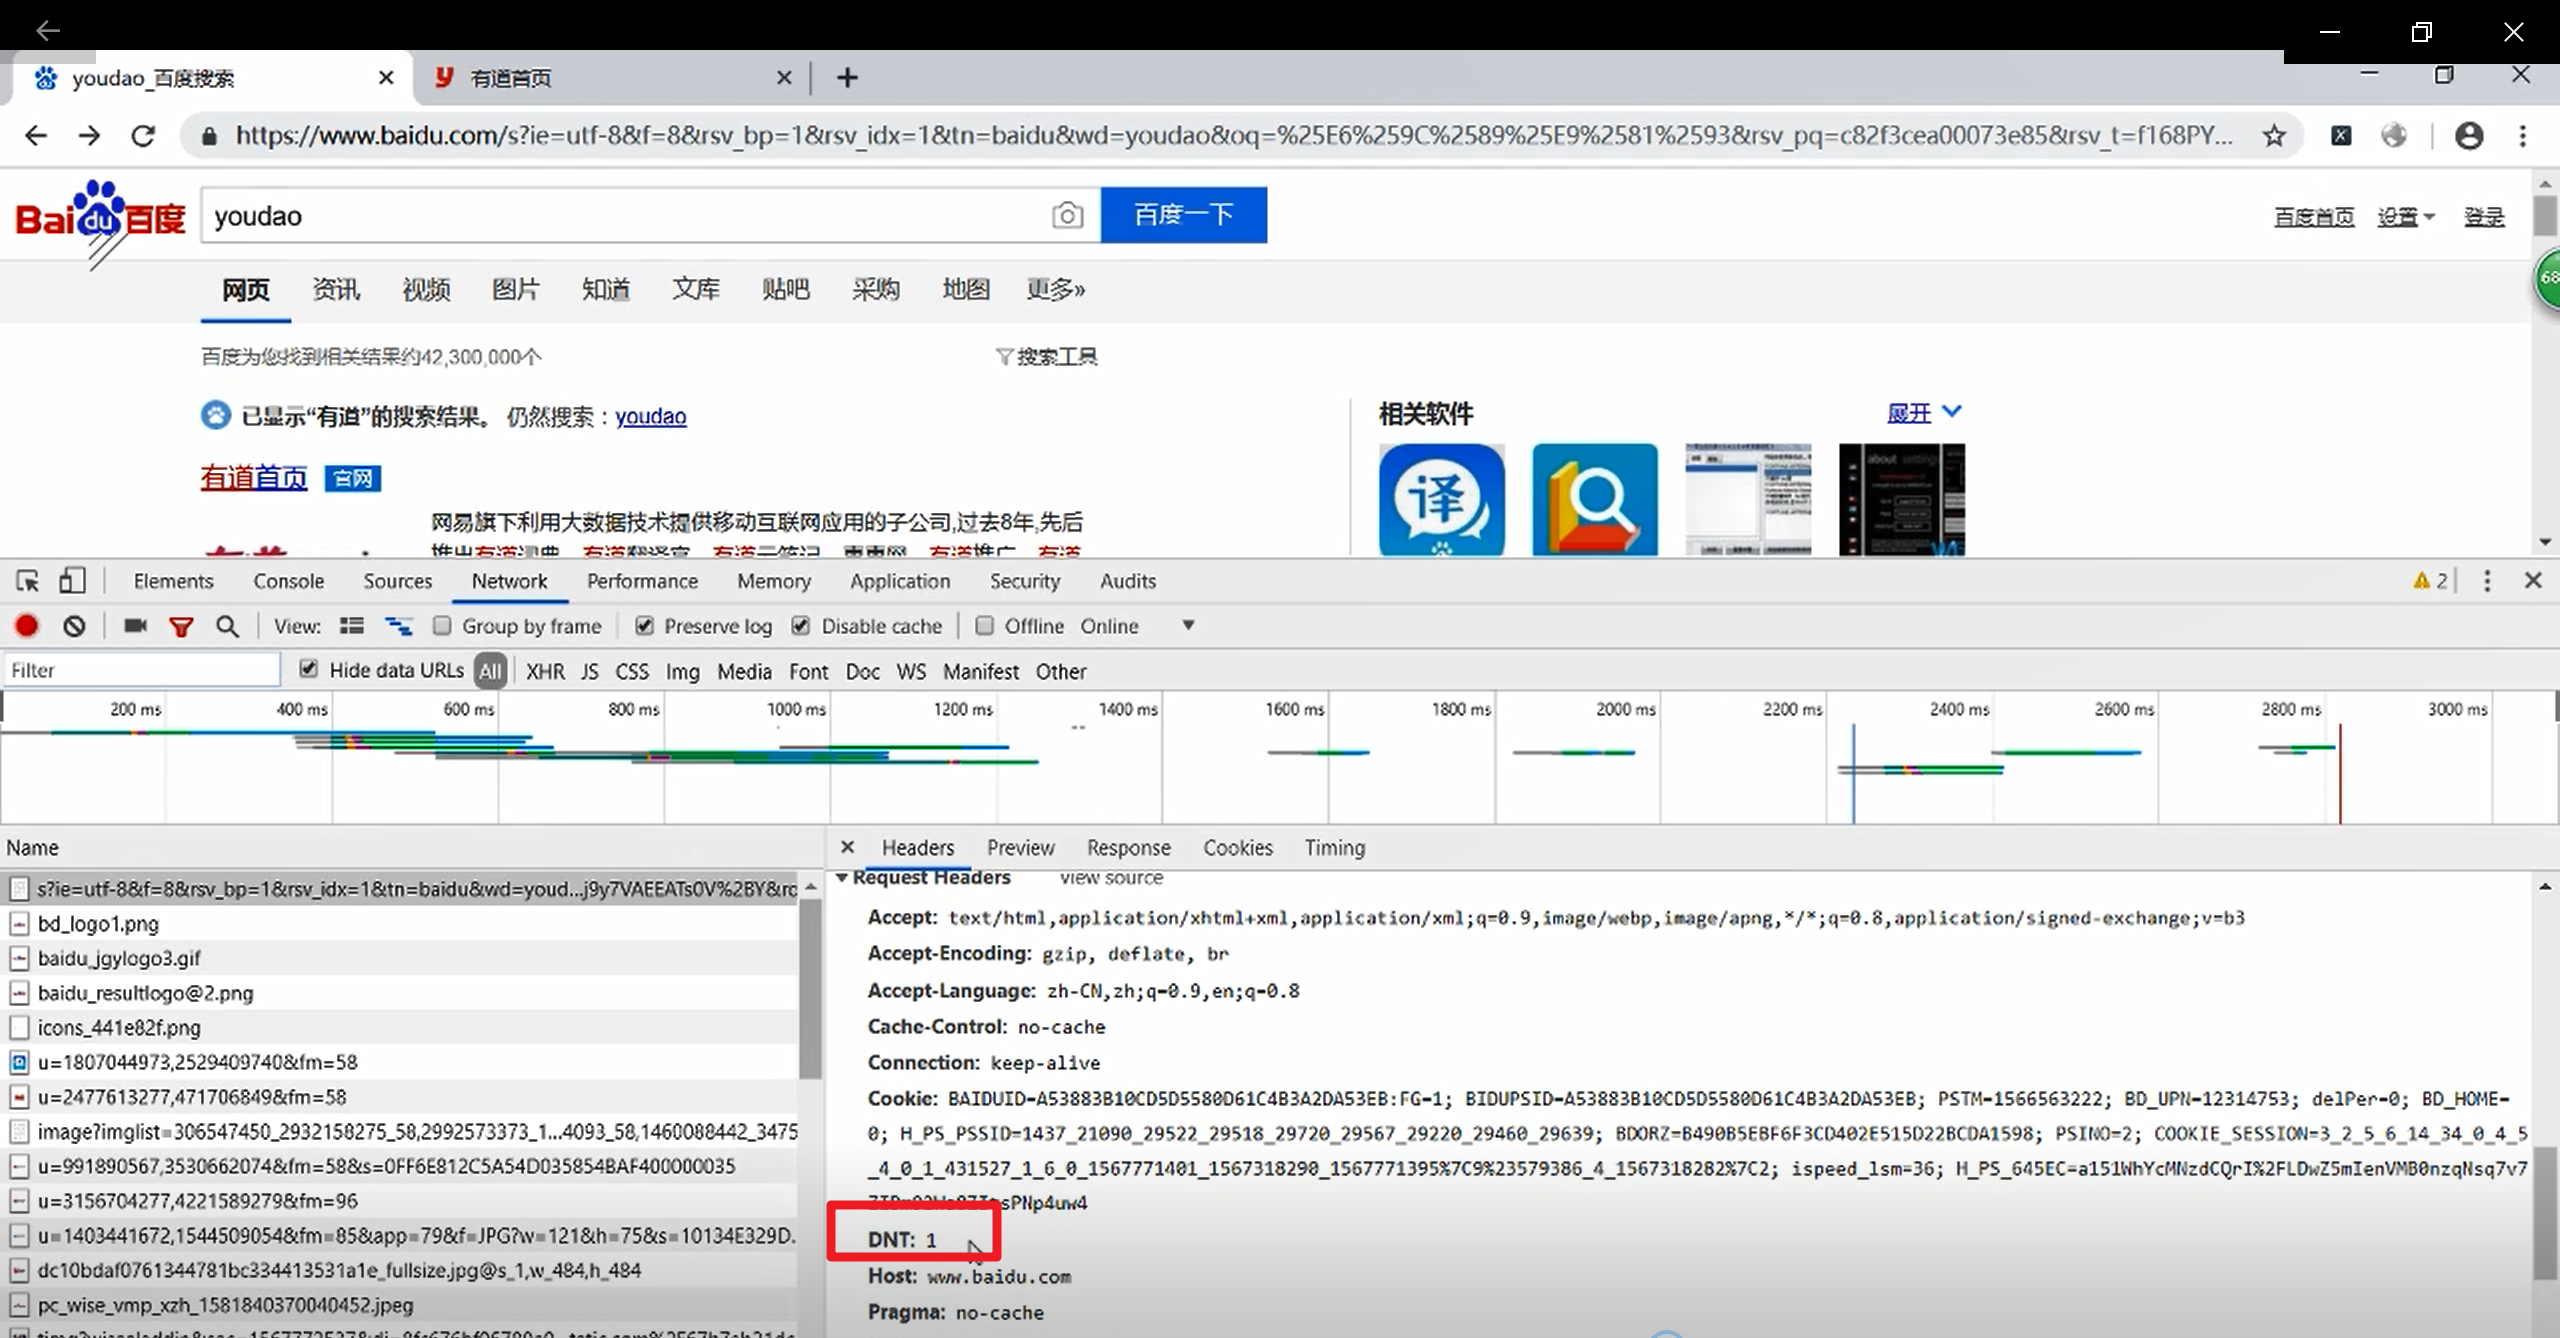 youdao_百度搜索
有道首页
https://www.baidu.com/s?ie=utf-8&f=8&rsv_bp=1&rsv_idx=1&tn=baidu&wd=youdao&oq=%25E6%259C%2589%25E9%2581%2593&rsv_pq=c82f3cea00073e85&rsv_t=f168PY...
Bai du 百度 youdao 百度一下 百度首页 设置 登录
68
网页 资讯 视频 图片 知道 文库 贴吧 采购 地图 更多»
百度为您找到相关结果约42,300,000个 搜索工具
已显示“有道”的搜索结果。 仍然搜索：youdao
相关软件 展开
有道首页 官网
译
about settings
网易旗下利用大数据技术提供移动互联网应用的子公司,过去8年,先后
Elements Console Sources Network Performance Memory Application Security Audits 2
View: Group by frame Preserve log Disable cache Offline Online
Filter Hide data URLs All XHR JS CSS Img Media Font Doc WS Manifest Other
200 ms 400 ms 600 ms 800 ms 1000 ms 1200 ms 1400 ms 1600 ms 1800 ms 2000 ms 2200 ms 2400 ms 2600 ms 2800 ms 3000 ms
Name
s?ie=utf-8&f=8&rsv_bp=1&rsv_idx=1&tn=baidu&wd=youd...j9y7VAEEATs0V%2BY&rc
bd_logo1.png
baidu_jgylogo3.gif
baidu_resultlogo@2.png
icons_441e82f.png
u=1807044973,2529409740&fm=58
u=2477613277,471706849&fm=58
image?imglist=306547450_2932158275_58,2992573373_1...4093_58,1460088442_3475
u=991890567,3530662074&fm=58&s=0FF6E812C5A54D035854BAF400000035
u=3156704277,4221589279&fm=96
u=1403441672,1544509054&fm=85&app=79&f=JPG?w=121&h=75&s=10134E329D.
dc10bdaf0761344781bc334413531a1e_fullsize.jpg@s_1,w_484,h_484
pc_wise_vmp_xzh_1581840370040452.jpeg
Headers Preview Response Cookies Timing
Request Headers view source
Accept: text/html,application/xhtml+xml,application/xml;q=0.9,image/webp,image/apng,*/*;q=0.8,application/signed-exchange;v=b3
Accept-Encoding: gzip, deflate, br
Accept-Language: zh-CN,zh;q=0.9,en;q=0.8
Cache-Control: no-cache
Connection: keep-alive
Cookie: BAIDUID=A53883B10CD5D5580D61C4B3A2DA53EB:FG=1; BIDUPSID=A53883B10CD5D5580D61C4B3A2DA53EB; PSTM=1566563222; BD_UPN=12314753; delPer=0; BD_HOME=
0; H_PS_PSSID=1437_21090_29522_29518_29720_29567_29220_29460_29639; BDORZ=B490B5EBF6F3CD402E515D22BCDA1598; PSINO=2; COOKIE_SESSION=3_2_5_6_14_34_0_4_5
_4_0_1_431527_1_6_0_1567771401_1567318290_1567771395%7C9%23579386_4_1567318282%7C2; ispeed_lsm=36; H_PS_645EC=a151WhYcMNzdCQrI%2FLDwZ5mIenVMB0nzqNsq7v7
DNT: 1
Host: www.baidu.com
Pragma: no-cache